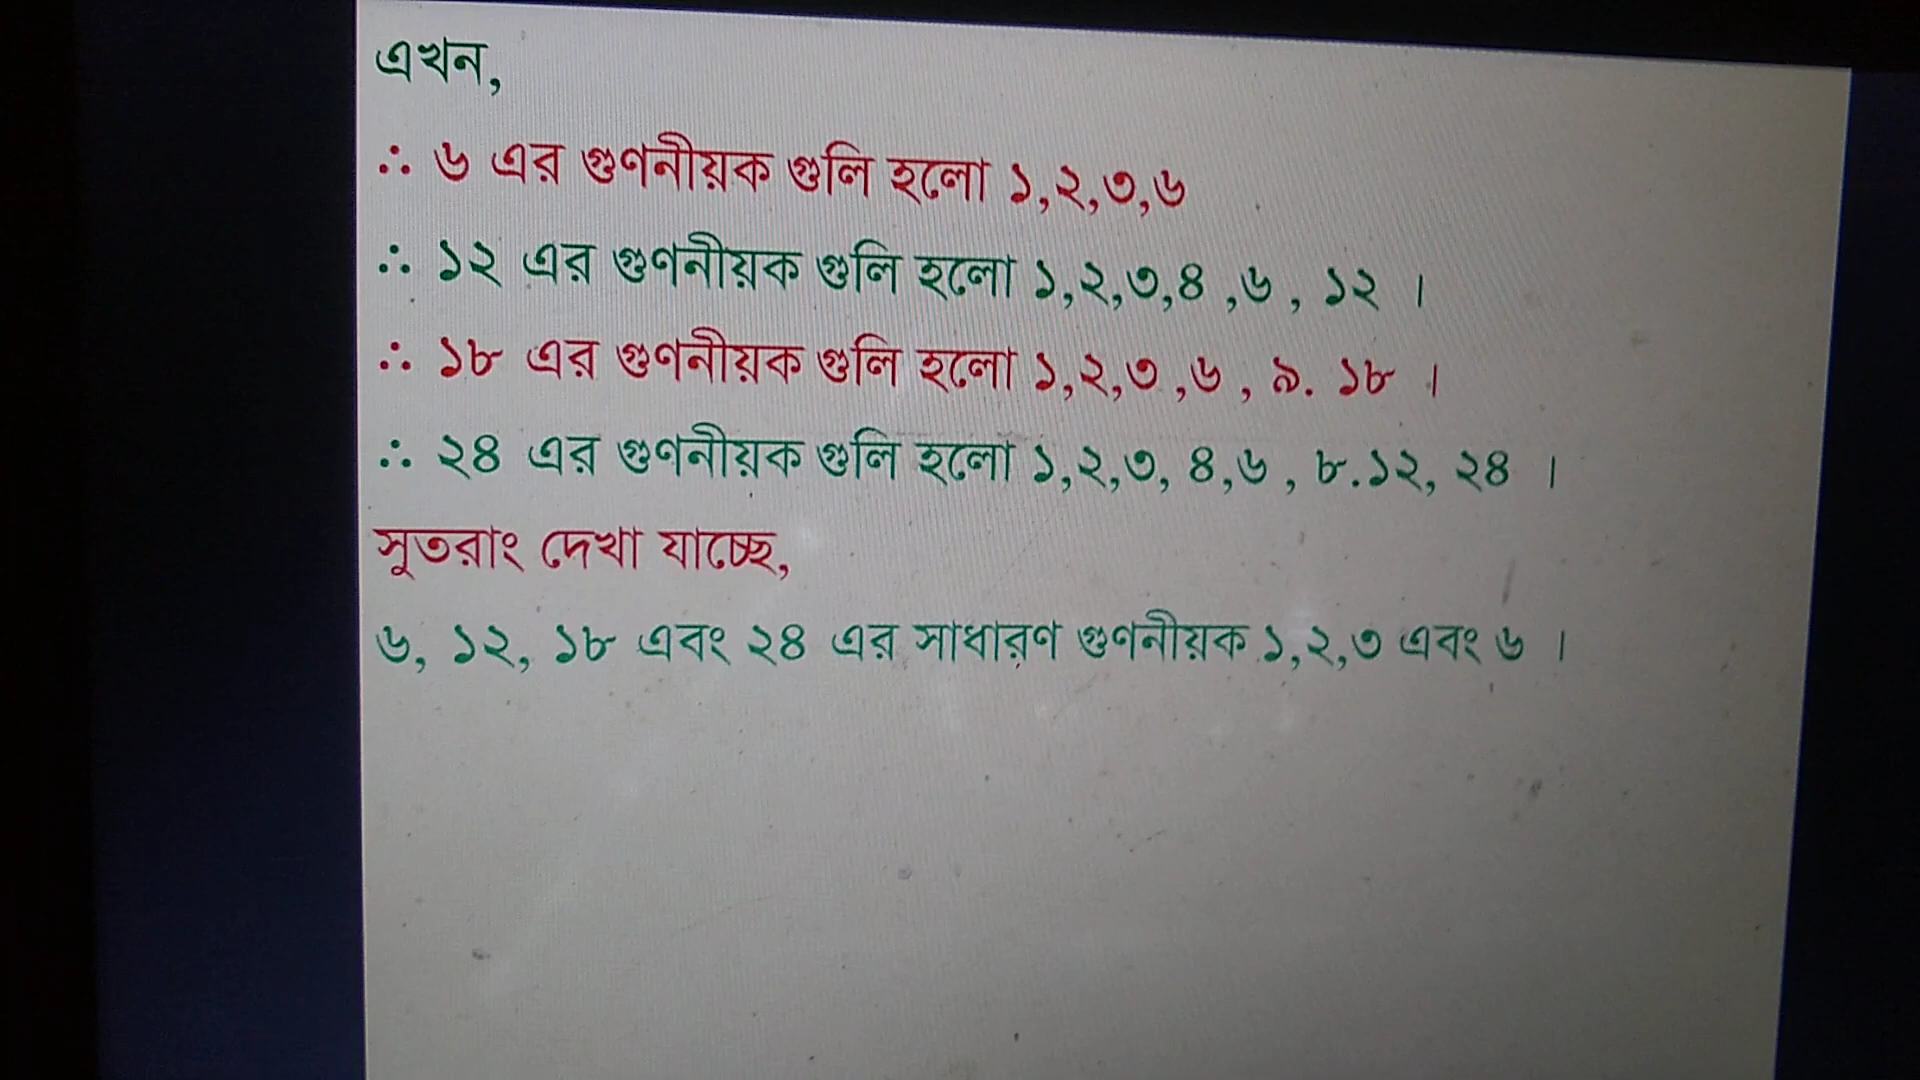 এখন,
∴ ৬ এর গুণনীয়ক গুলি হলো ১,২,৩,৬
∴ ১২ এর গুণনীয়ক গুলি হলো ১,২,৩,৪ ,৬ , ১২ ।
∴ ১৮ এর গুণনীয়ক গুলি হলো ১,২,৩ ,৬ , ৯. ১৮ ।
∴ ২৪ এর গুণনীয়ক গুলি হলো ১,২,৩, ৪,৬ , ৮.১২, ২৪ ।
সূতরাং দেখা যাচ্ছে,
৬, ১২, ১৮ এবং ২৪ এর সাধারণ গুণনীয়ক ১,২,৩ এবং ৬ ।